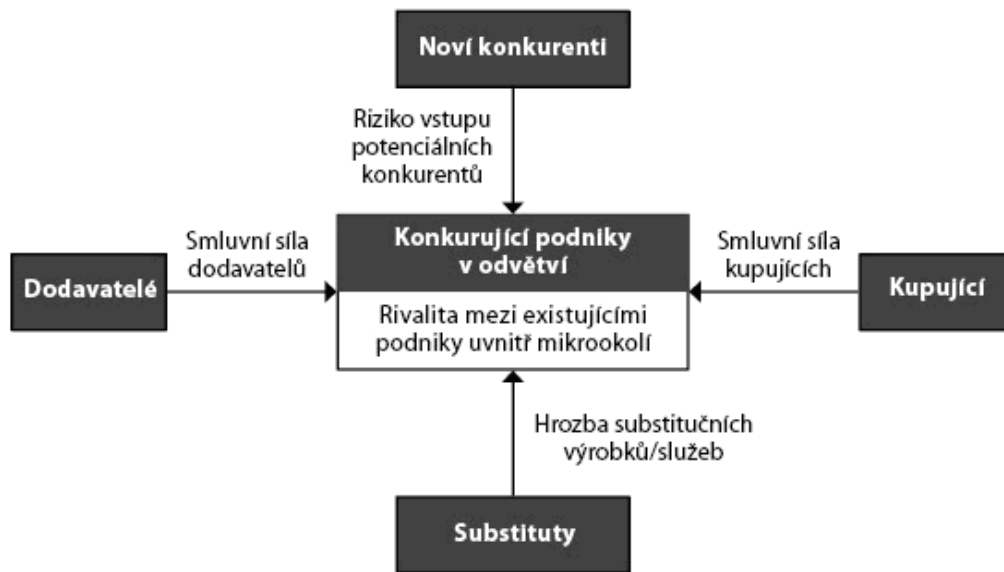 Noví konkurenti
Riziko vstupu
potenciálních
konkurentů
Smluvní síla
dodavatelů
Dodavatelé
Konkurující podniky
v odvětví
Rivalita mezi existujícími
podniky uvnitř mikrookolí
Smluvní síla
kupujících
Kupující
Hrozba substitučních
výrobků/služeb
Substituty